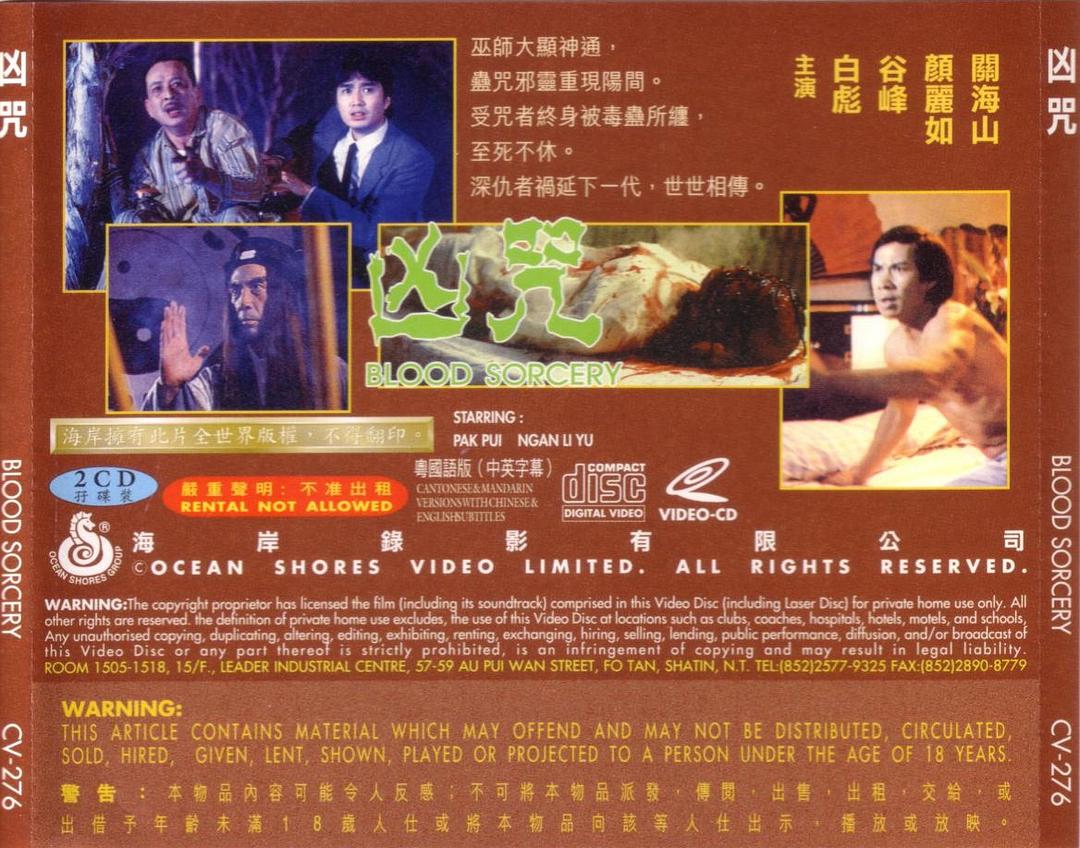 凶咒
BLOOD SORCERY
CV-276
巫師大顯神通，
蠱咒邪靈重現陽間。
受咒者終身被毒蠱所纏，
至死不休。
深仇者禍延下一代，世世相傳。
主演
白彪
谷峰
顏麗如
關海山
凶咒
BLOOD SORCERY
海岸擁有此片全世界版權，不得翻印。
STARRING :
PAK PUI NGAN LI YU
2CD
孖碟裝
嚴重聲明：不准出租
RENTAL NOT ALLOWED
粵國語版（中英字幕）
CANTONESE & MANDARIN
VERSIONS WITH CHINESE &
ENGLISH SUBTITLES
COMPACT
disc
DIGITAL VIDEO
VIDEO-CD
OCEAN SHORES GROUP
®
海岸錄影有限公司
©OCEAN SHORES VIDEO LIMITED. ALL RIGHTS RESERVED.
WARNING:The copyright proprietor has licensed the film (including its soundtrack) comprised in this Video Disc (including Laser Disc) for private home use only. All
other rights are reserved. the definition of private home use excludes, the use of this Video Disc at locations such as clubs, coaches, hospitals, hotels, motels, and schools,
Any unauthorised copying, duplicating, altering, editing, exhibiting, renting, exchanging, hiring, selling, lending, public performance, diffusion, and/or broadcast of
this Video Disc or any part thereof is strictly prohibited, is an infringement of copying and may result in legal liability.
ROOM 1505-1518, 15/F., LEADER INDUSTRIAL CENTRE, 57-59 AU PUI WAN STREET, FO TAN, SHATIN, N.T. TEL:(852)2577-9325 FAX:(852)2890-8779
WARNING:
THIS ARTICLE CONTAINS MATERIAL WHICH MAY OFFEND AND MAY NOT BE DISTRIBUTED, CIRCULATED,
SOLD, HIRED, GIVEN, LENT, SHOWN, PLAYED OR PROJECTED TO A PERSON UNDER THE AGE OF 18 YEARS.
警告：本物品內容可能令人反感；不可將本物品派發，傳閱，出售，出租，交給，或
出借予年齡未滿18歲人仕或將本物品向該等人仕出示，播放或放映。
凶咒
BLOOD SORCERY
CV-276